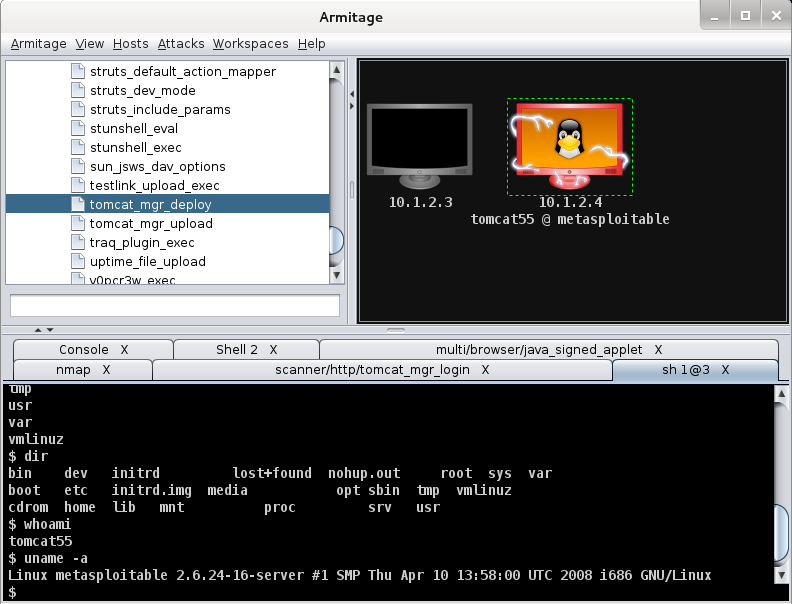 Armitage
Armitage View Hosts Attacks Workspaces Help
struts_default_action_mapper
struts_dev_mode
struts_include_params
stunshell_eval
stunshell_exec
sun_jsws_dav_options
testlink_upload_exec
tomcat_mgr_deploy
tomcat_mgr_upload
traq_plugin_exec
uptime_file_upload
v0pcr3w_exec
10.1.2.3
10.1.2.4
tomcat55 @ metasploitable
Console X Shell 2 X multi/browser/java_signed_applet X
nmap X scanner/http/tomcat_mgr_login X sh 1@3 X
tmp
usr
var
vmlinuz
$ dir
bin dev initrd lost+found nohup.out root sys var
boot etc initrd.img media opt sbin tmp vmlinuz
cdrom home lib mnt proc srv usr
$ whoami
tomcat55
$ uname -a
Linux metasploitable 2.6.24-16-server #1 SMP Thu Apr 10 13:58:00 UTC 2008 i686 GNU/Linux
$